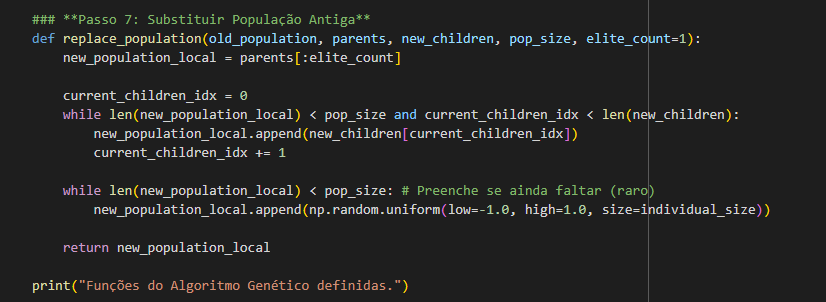 ### **Passo 7: Substituir População Antiga**
def replace_population(old_population, parents, new_children, pop_size, elite_count=1):
    new_population_local = parents[:elite_count]

    current_children_idx = 0
    while len(new_population_local) < pop_size and current_children_idx < len(new_children):
        new_population_local.append(new_children[current_children_idx])
        current_children_idx += 1

    while len(new_population_local) < pop_size: # Preenche se ainda faltar (raro)
        new_population_local.append(np.random.uniform(low=-1.0, high=1.0, size=individual_size))

    return new_population_local

print("Funções do Algoritmo Genético definidas.")